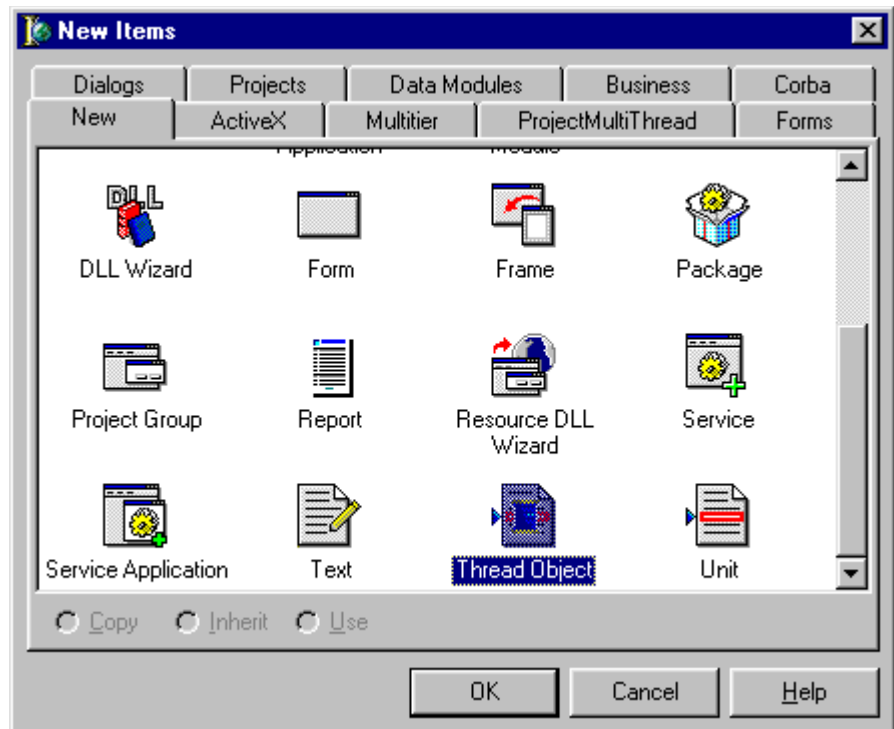 New Items
Dialogs Projects Data Modules Business Corba
New ActiveX Multitier ProjectMultiThread Forms
Application Module
DLL
DLL Wizard Form Frame Package
Project Group Report Resource DLL Wizard Service
Service Application Text Thread Object Unit
Copy Inherit Use
OK Cancel Help